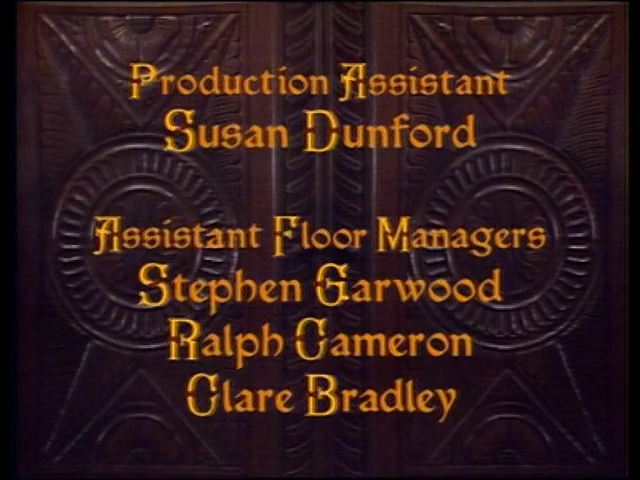 Production Assistant
Susan Dunford
Assistant Floor Managers
Stephen Garwood
Ralph Cameron
Clare Bradley